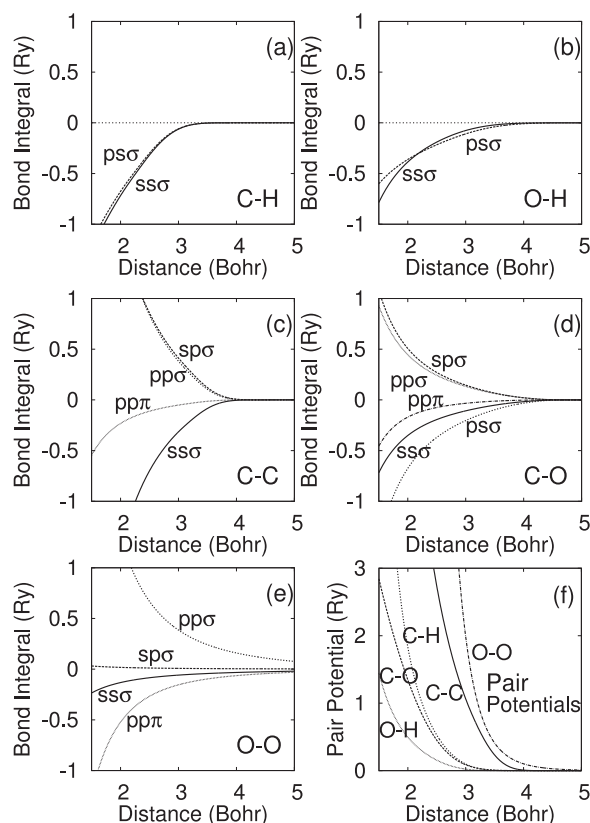 1
0.5
0
-0.5
-1
Bond Integral (Ry)
(a)
psσ
ssσ
C-H
2 3 4 5
Distance (Bohr)
1
0.5
0
-0.5
-1
Bond Integral (Ry)
(b)
psσ
ssσ
O-H
2 3 4 5
Distance (Bohr)
1
0.5
0
-0.5
-1
Bond Integral (Ry)
(c)
spσ
ppσ
ppπ
ssσ
C-C
2 3 4 5
Distance (Bohr)
1
0.5
0
-0.5
-1
Bond Integral (Ry)
(d)
spσ
ppσ
ppπ
psσ
ssσ
C-O
2 3 4 5
Distance (Bohr)
1
0.5
0
-0.5
-1
Bond Integral (Ry)
(e)
ppσ
spσ
ssσ
ppπ
O-O
2 3 4 5
Distance (Bohr)
3
2
1
0
Pair Potential (Ry)
(f)
C-H
O-O
C-O
C-C
Pair
Potentials
O-H
2 3 4 5
Distance (Bohr)